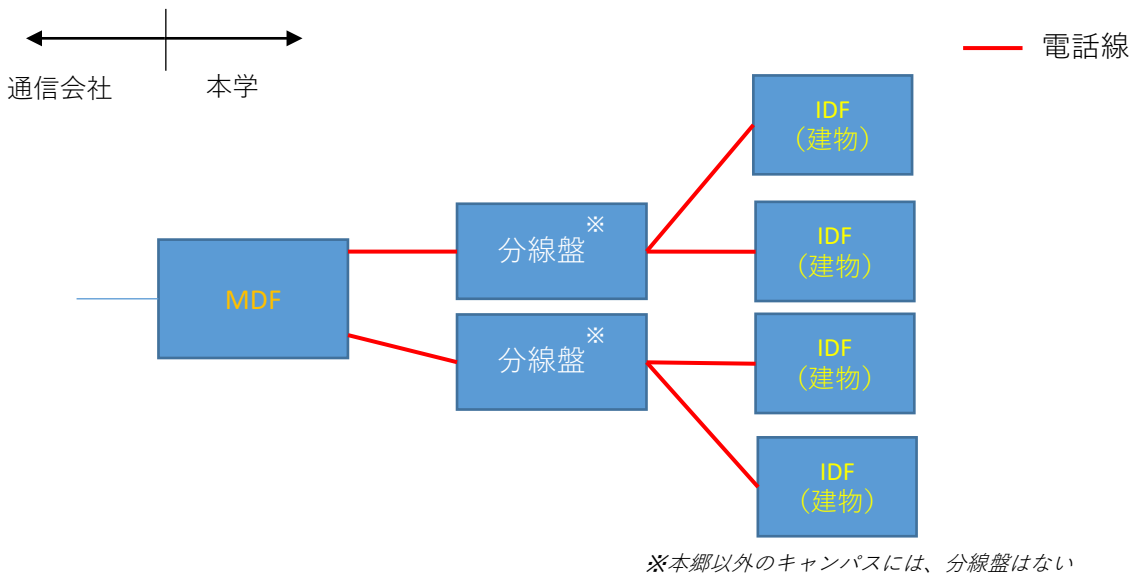 通信会社
本学
電話線
MDF
分線盤※
分線盤※
IDF
（建物）
IDF
（建物）
IDF
（建物）
IDF
（建物）
※本郷以外のキャンパスには、分線盤はない